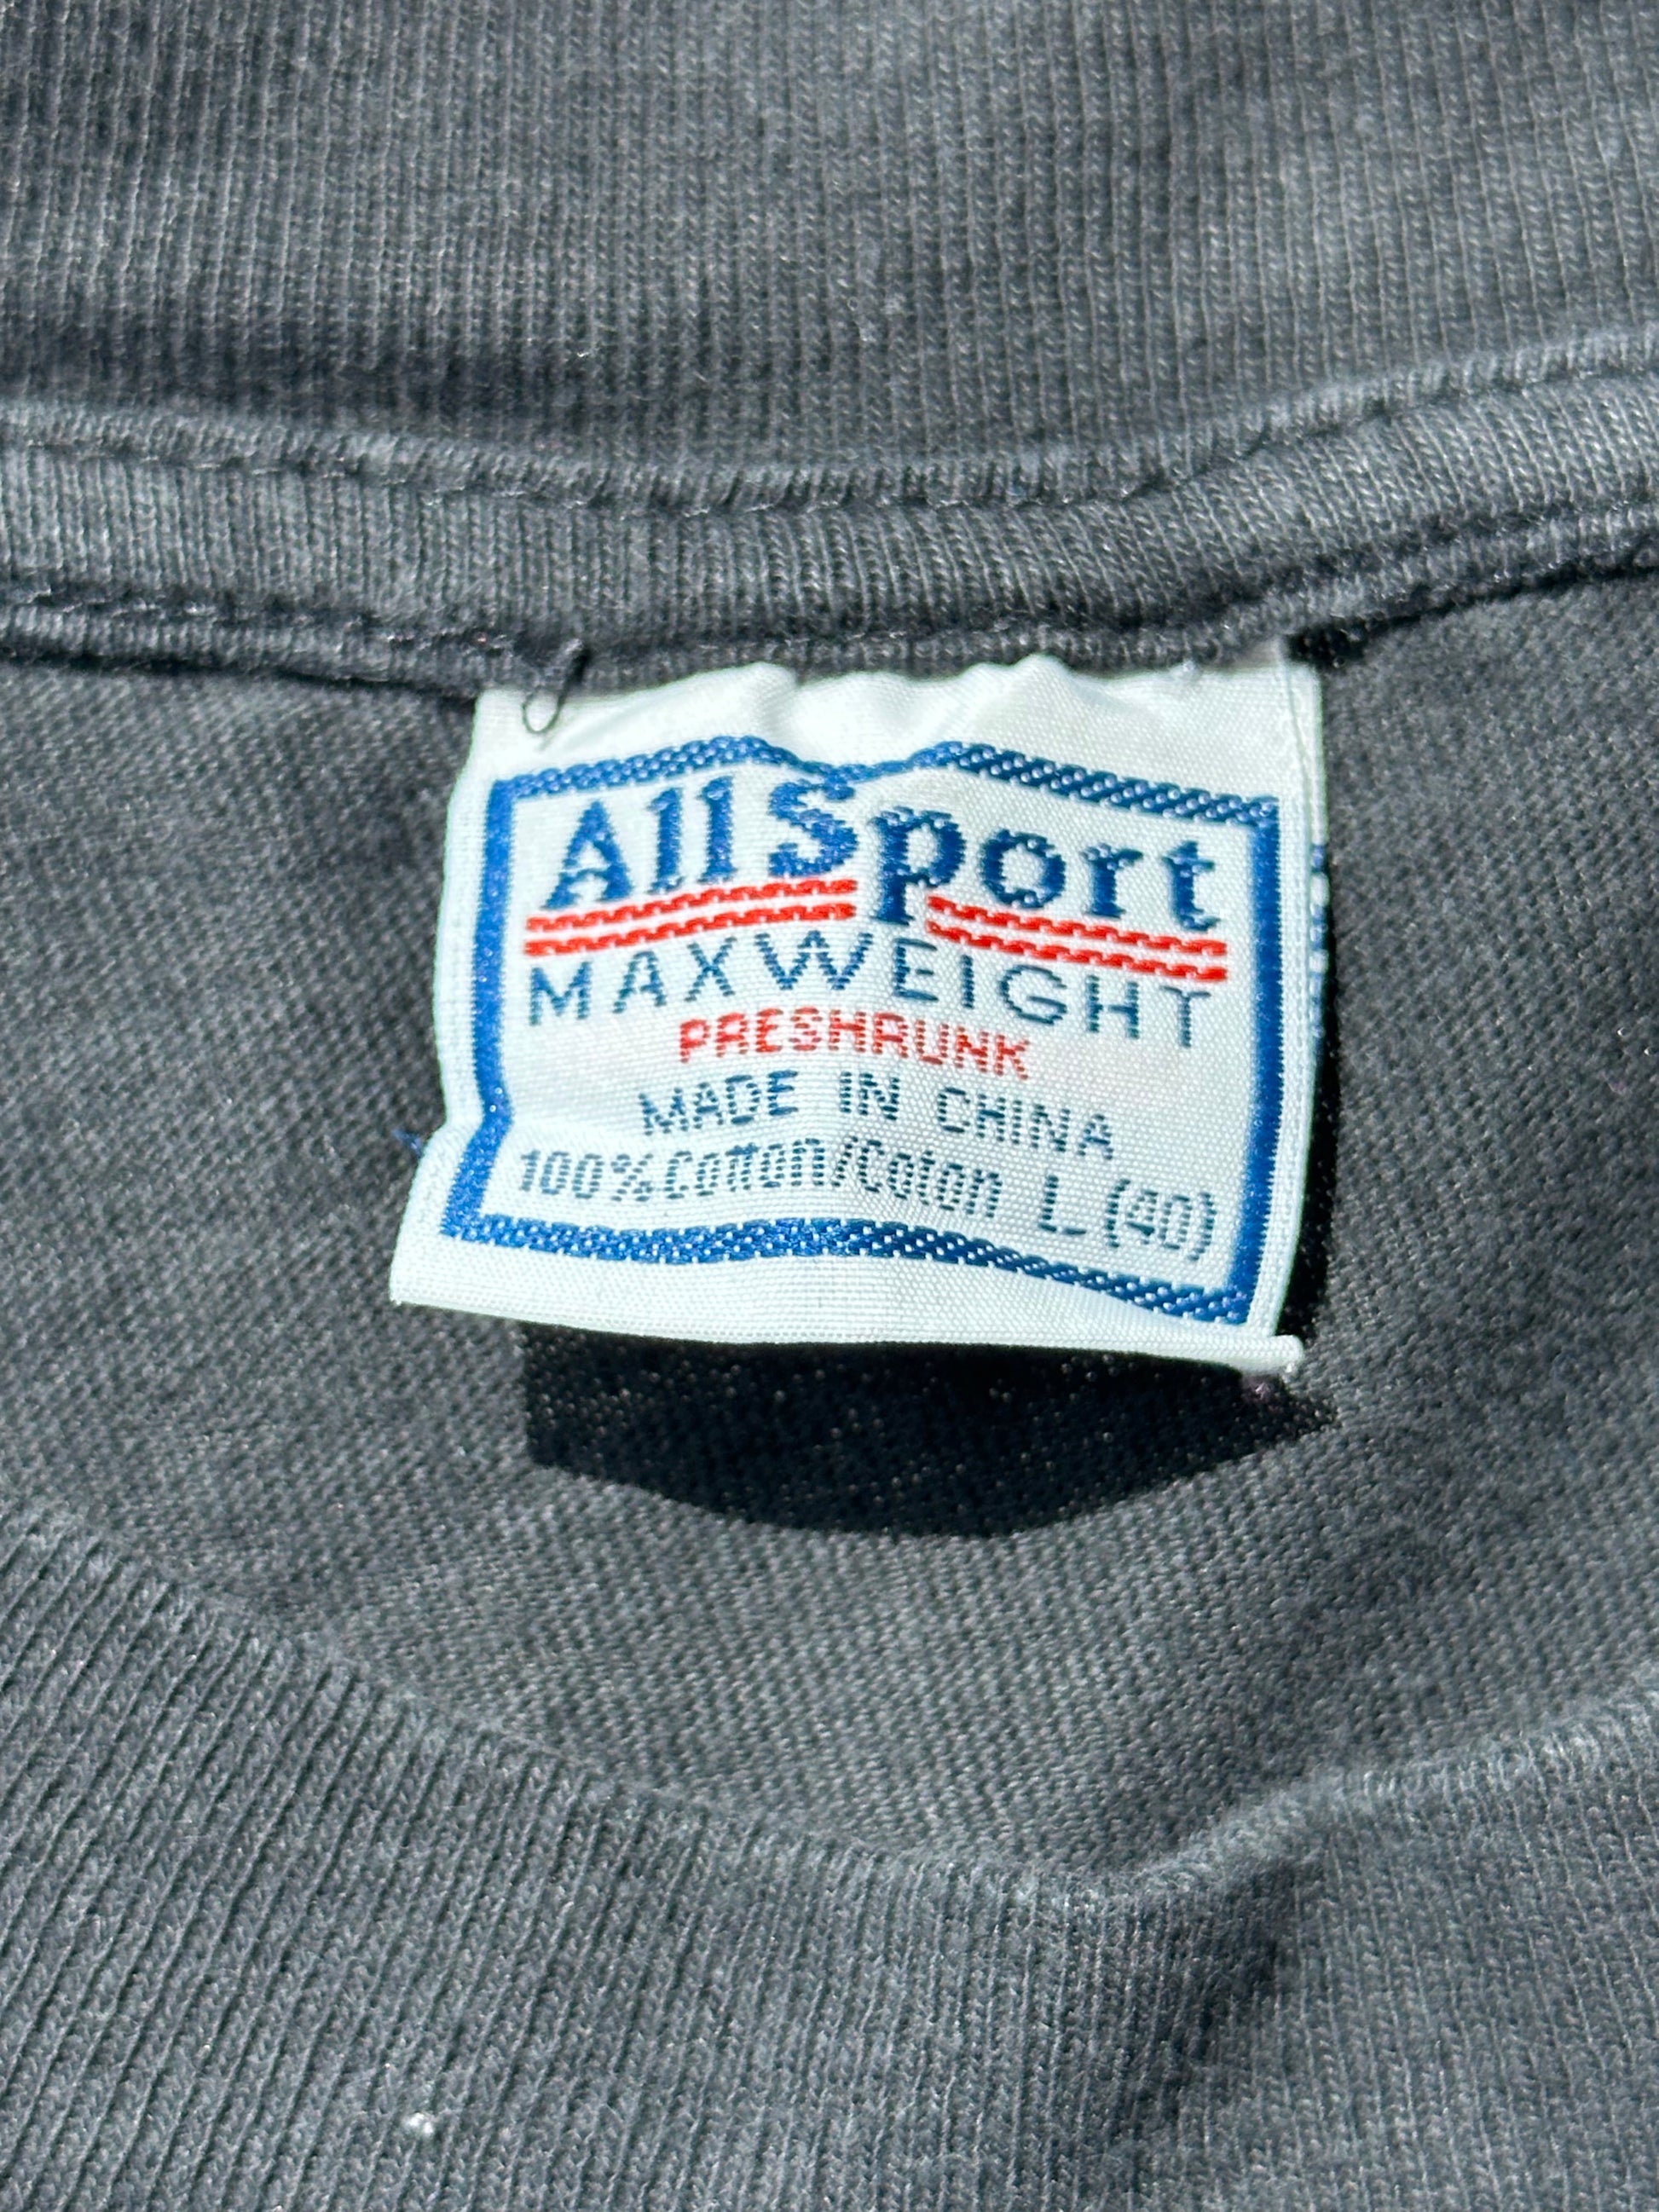 AllSport
MAXWEIGHT
PRESHRUNK
MADE IN CHINA
100% Cotton/Coton L (40)